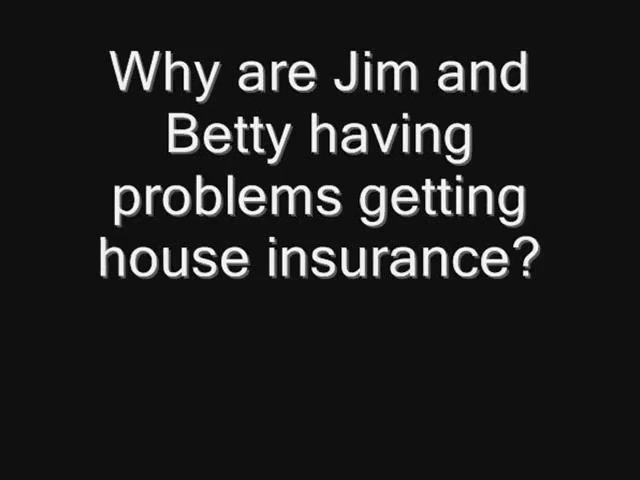 Why are Jim and
Betty having
problems getting
house insurance?